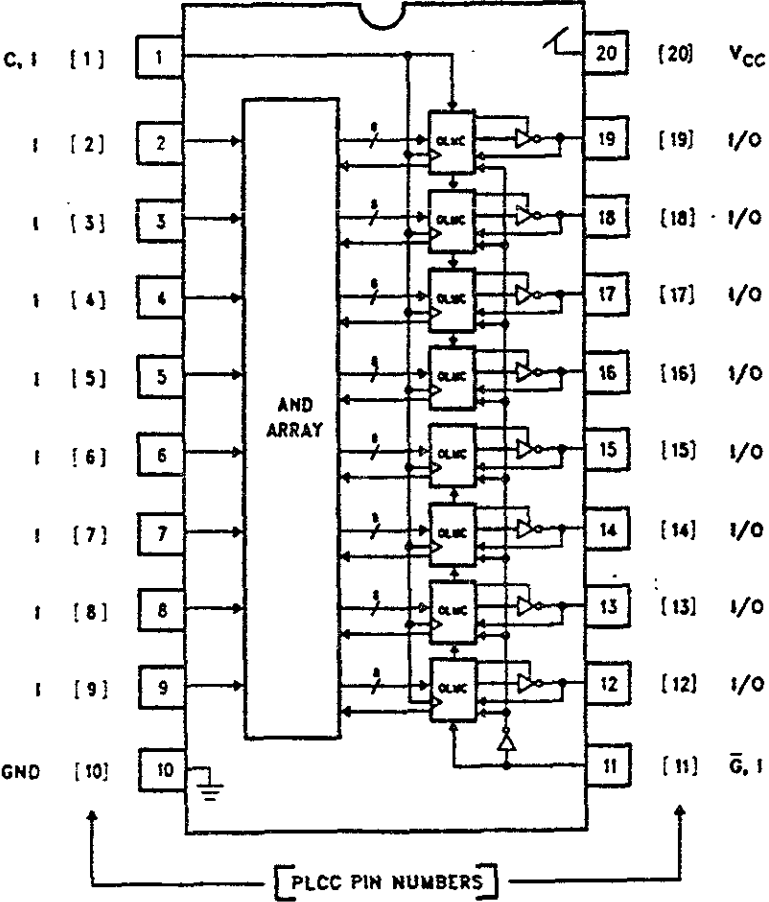 C, I [1] 1 20 [20] VCC
I [2] 2 8 OLMC 19 [19] I/O
I [3] 3 8 OLMC 18 [18] I/O
I [4] 4 8 OLMC 17 [17] I/O
I [5] 5 8 OLMC 16 [16] I/O
AND
ARRAY
I [6] 6 8 OLMC 15 [15] I/O
I [7] 7 8 OLMC 14 [14] I/O
I [8] 8 8 OLMC 13 [13] I/O
I [9] 9 8 OLMC 12 [12] I/O
GND [10] 10 11 [11] G̅, I
[PLCC PIN NUMBERS]